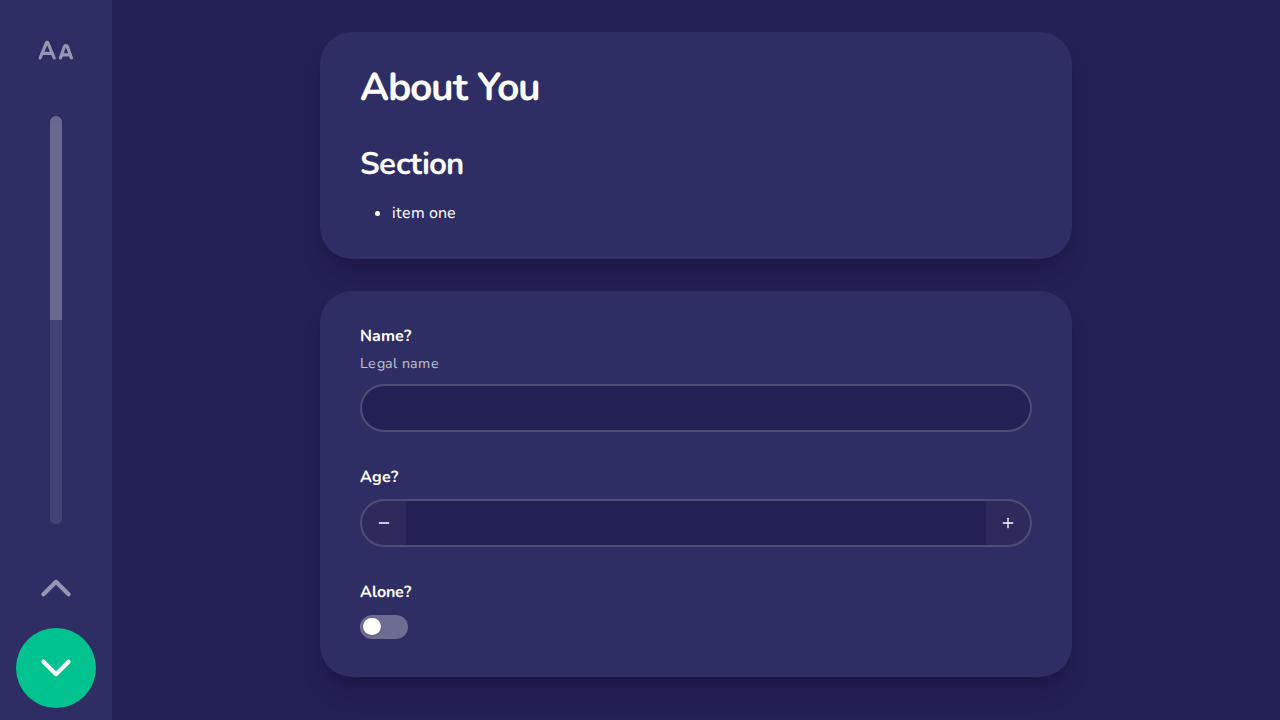 AA
About You
Section
• item one
Name?
Legal name
Age?
Alone?